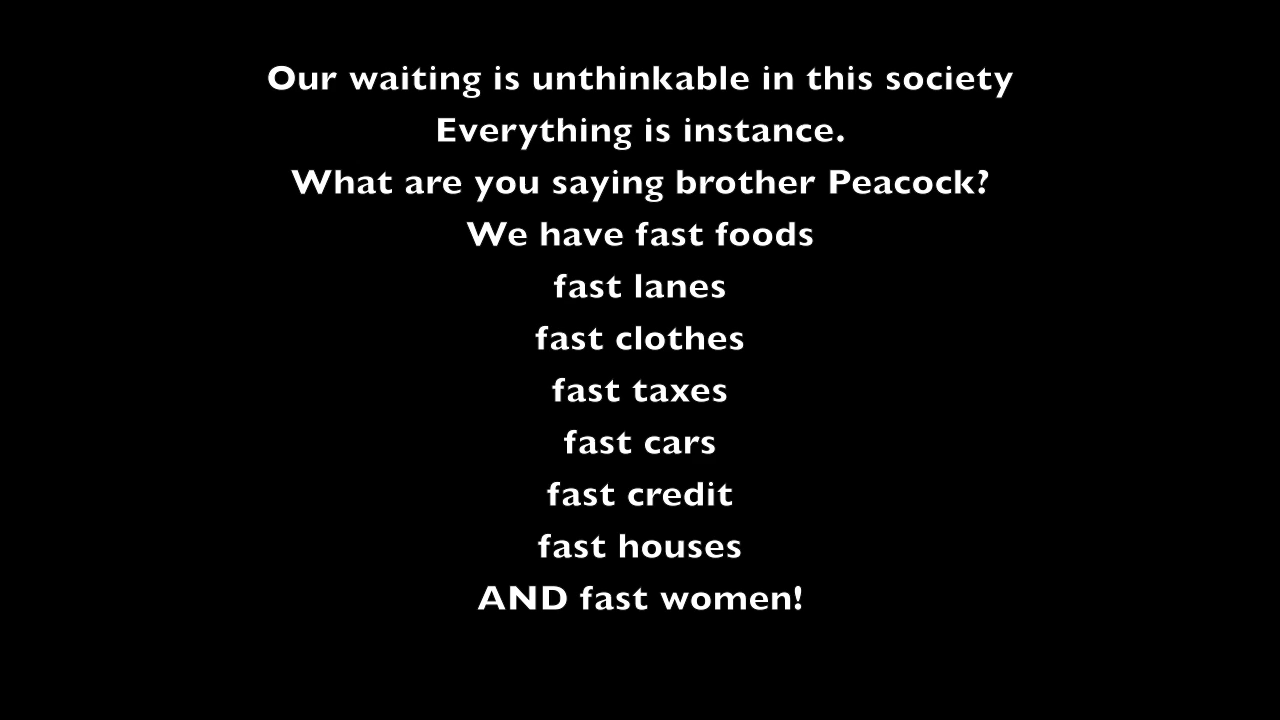 Our waiting is unthinkable in this society
Everything is instance.
What are you saying brother Peacock?
We have fast foods
fast lanes
fast clothes
fast taxes
fast cars
fast credit
fast houses
AND fast women!